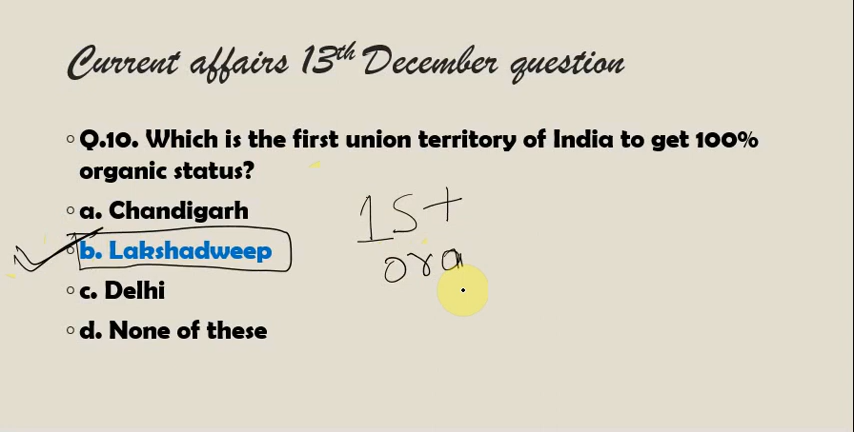 Current affairs 13th December question
Q.10. Which is the first union territory of India to get 100%
organic status?
a. Chandigarh
b. Lakshadweep
c. Delhi
d. None of these
1st
org